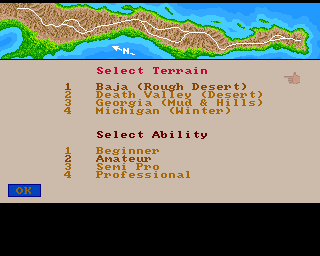 N
Select Terrain
1 Baja (Rough Desert)
2 Death Valley (Desert)
3 Georgia (Mud & Hills)
4 Michigan (Winter)
Select Ability
1 Beginner
2 Amateur
3 Semi Pro
4 Professional
OK